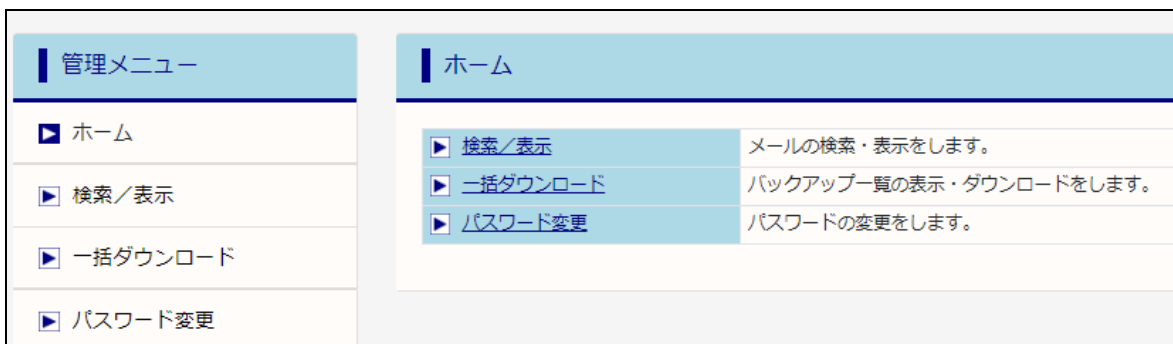 管理メニュー
ホーム
検索／表示
一括ダウンロード
パスワード変更
ホーム
検索／表示 メールの検索・表示をします。
一括ダウンロード バックアップ一覧の表示・ダウンロードをします。
パスワード変更 パスワードの変更をします。